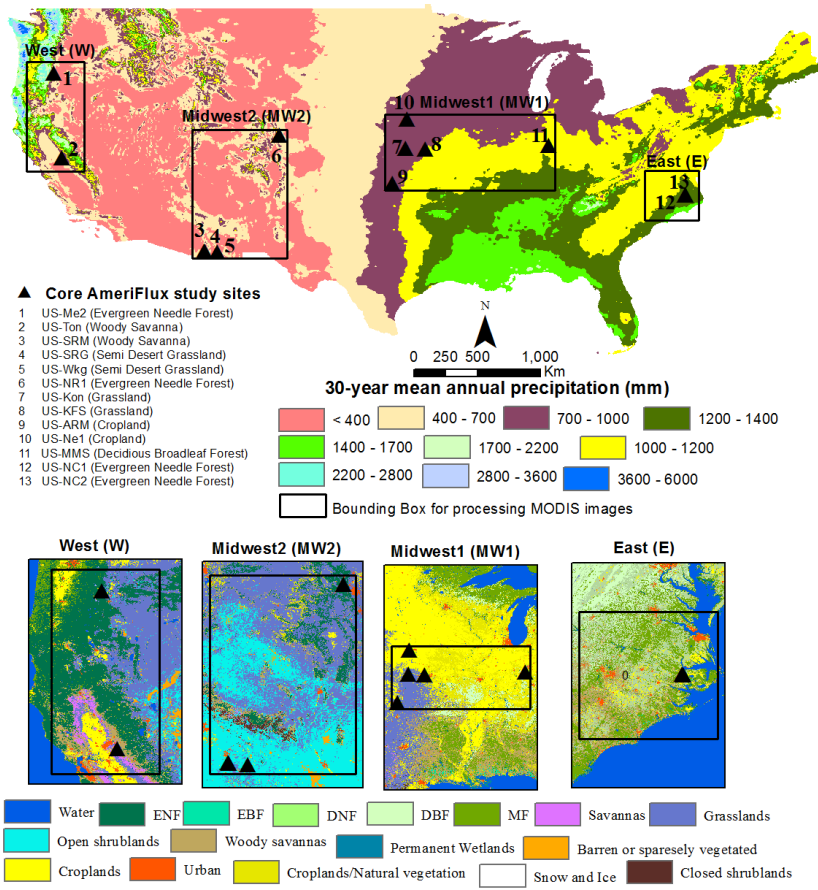 West (W)
1
2
Midwest2 (MW2)
6
3 4 5
10 Midwest1 (MW1)
7 8 11
9
East (E)
13
12
Core AmeriFlux study sites
1 US-Me2 (Evergreen Needle Forest)
2 US-Ton (Woody Savanna)
3 US-SRM (Woody Savanna)
4 US-SRG (Semi Desert Grassland)
5 US-Wkg (Semi Desert Grassland)
6 US-NR1 (Evergreen Needle Forest)
7 US-Kon (Grassland)
8 US-KFS (Grassland)
9 US-ARM (Cropland)
10 US-Ne1 (Cropland)
11 US-MMS (Decidious Broadleaf Forest)
12 US-NC1 (Evergreen Needle Forest)
13 US-NC2 (Evergreen Needle Forest)
N
0 250 500 1,000
Km
30-year mean annual precipitation (mm)
< 400 400 - 700 700 - 1000 1200 - 1400
1400 - 1700 1700 - 2200 1000 - 1200
2200 - 2800 2800 - 3600 3600 - 6000
Bounding Box for processing MODIS images
West (W) Midwest2 (MW2) Midwest1 (MW1) East (E)
0
Water ENF EBF DNF DBF MF Savannas Grasslands
Open shrublands Woody savannas Permanent Wetlands Barren or sparesely vegetated
Croplands Urban Croplands/Natural vegetation Snow and Ice Closed shrublands